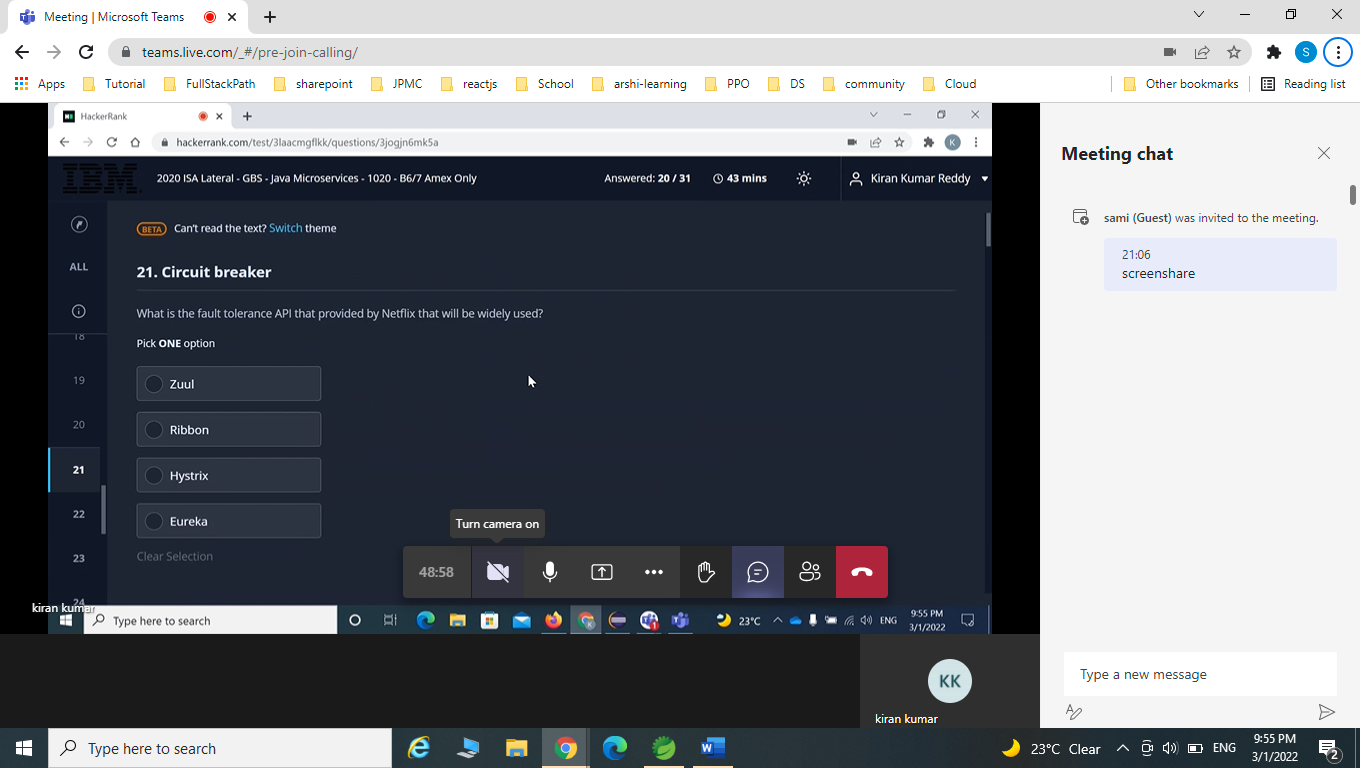 Meeting | Microsoft Teams
teams.live.com/_#/pre-join-calling/
S
Apps Tutorial FullStackPath sharepoint JPMC reactjs School arshi-learning PPO DS community Cloud Other bookmarks Reading list
HackerRank
hackerrank.com/test/3laacmgflkk/questions/3jogjn6mk5a
K
IBM
2020 ISA Lateral - GBS - Java Microservices - 1020 - B6/7 Amex Only
Answered: 20 / 31
43 mins
Kiran Kumar Reddy
ALL
18
19
20
21
22
23
24
BETA Can't read the text? Switch theme
21. Circuit breaker
What is the fault tolerance API that provided by Netflix that will be widely used?
Pick ONE option
Zuul
Ribbon
Hystrix
Eureka
Clear Selection
Turn camera on
48:58
kiran kumar
Type here to search
23°C
ENG
9:55 PM
3/1/2022
KK
kiran kumar
Meeting chat
sami (Guest) was invited to the meeting.
21:06
screenshare
Type a new message
Type here to search
23°C Clear
ENG
9:55 PM
3/1/2022
2